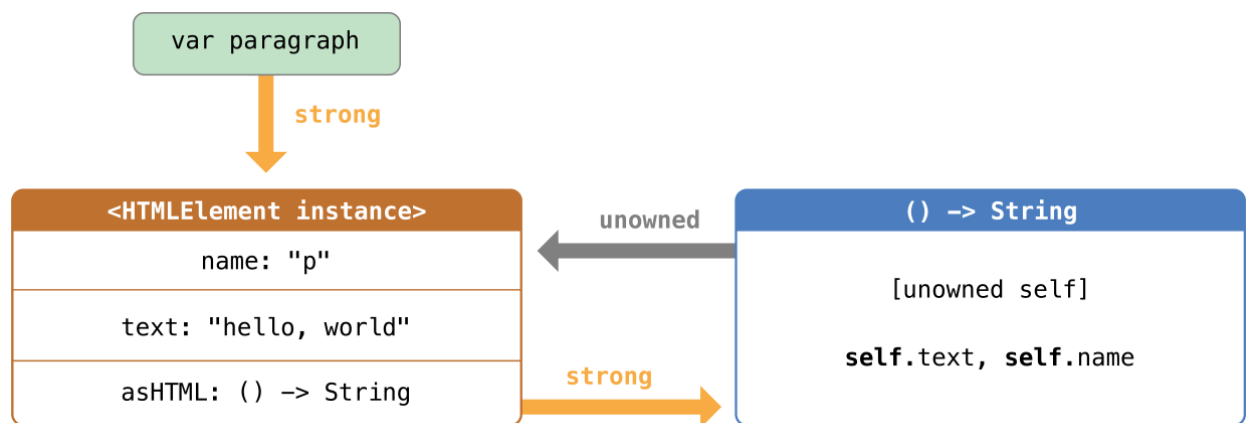 var paragraph
strong
<HTMLElement instance>
name: "p"
text: "hello, world"
asHTML: () -> String
unowned
strong
() -> String
[unowned self]
self.text, self.name